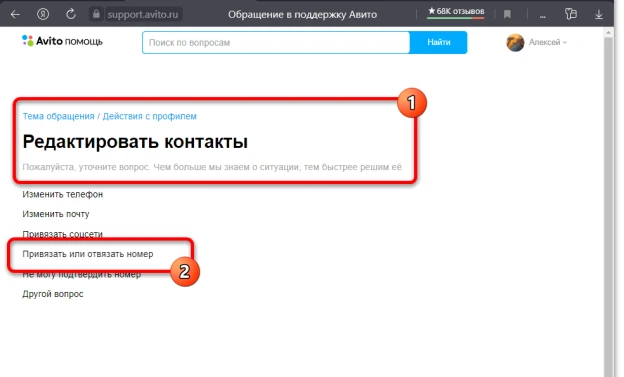 support.avito.ru
Обращение в поддержку Авито
★ 68K отзывов
...
Avito ПОМОЩЬ
Поиск по вопросам
Найти
Алексей
1
Тема обращения / Действия с профилем
Редактировать контакты
Пожалуйста, уточните вопрос. Чем больше мы знаем о ситуации, тем быстрее решим её
Изменить телефон
Изменить почту
Привязать соцсети
Привязать или отвязать номер
2
Не могу подтвердить номер
Другой вопрос